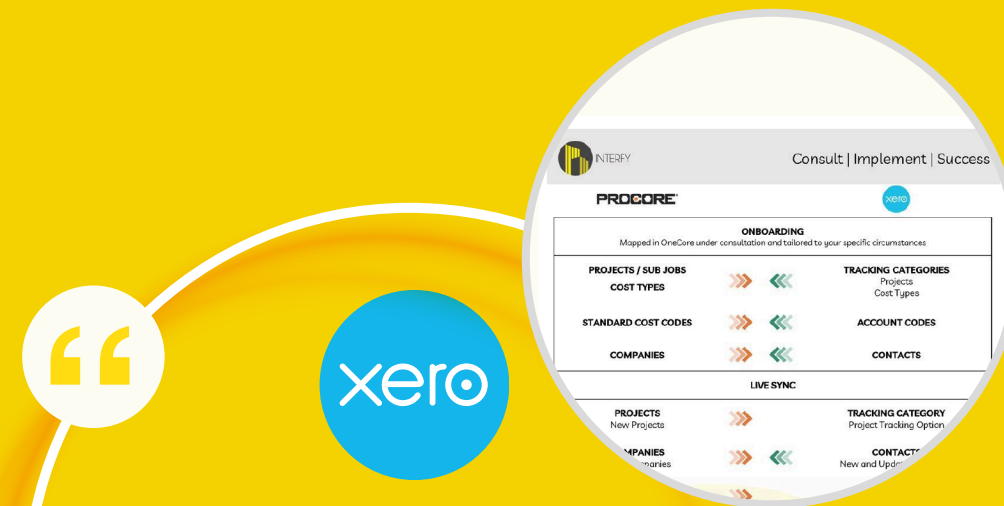 “
xero
INTERFY
Consult | Implement | Success
PROCORE®
xero
ONBOARDING
Mapped in OneCore under consultation and tailored to your specific circumstances
PROJECTS / SUB JOBS
COST TYPES
TRACKING CATEGORIES
Projects
Cost Types
STANDARD COST CODES
ACCOUNT CODES
COMPANIES
CONTACTS
LIVE SYNC
PROJECTS
New Projects
TRACKING CATEGORY
Project Tracking Option
CONTACTS
New and